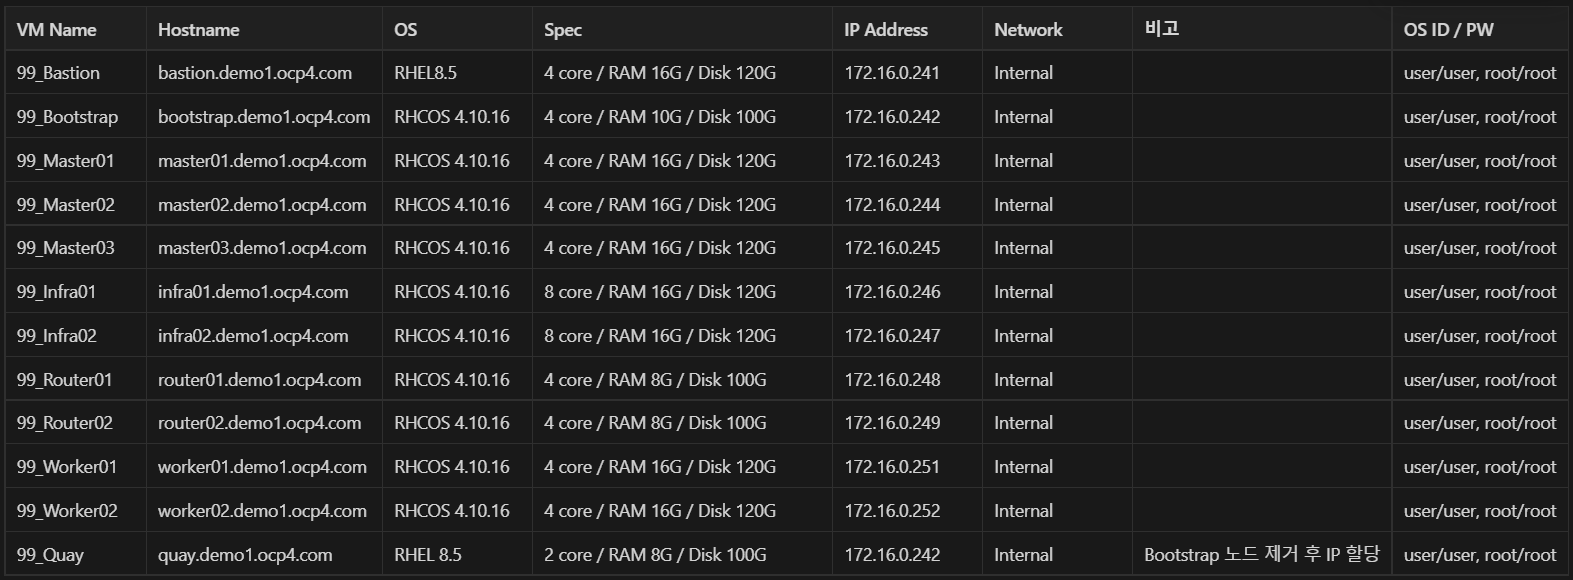 VM Name Hostname OS Spec IP Address Network 비고 OS ID / PW
99_Bastion bastion.demo1.ocp4.com RHEL8.5 4 core / RAM 16G / Disk 120G 172.16.0.241 Internal user/user, root/root
99_Bootstrap bootstrap.demo1.ocp4.com RHCOS 4.10.16 4 core / RAM 10G / Disk 100G 172.16.0.242 Internal user/user, root/root
99_Master01 master01.demo1.ocp4.com RHCOS 4.10.16 4 core / RAM 16G / Disk 120G 172.16.0.243 Internal user/user, root/root
99_Master02 master02.demo1.ocp4.com RHCOS 4.10.16 4 core / RAM 16G / Disk 120G 172.16.0.244 Internal user/user, root/root
99_Master03 master03.demo1.ocp4.com RHCOS 4.10.16 4 core / RAM 16G / Disk 120G 172.16.0.245 Internal user/user, root/root
99_Infra01 infra01.demo1.ocp4.com RHCOS 4.10.16 8 core / RAM 16G / Disk 120G 172.16.0.246 Internal user/user, root/root
99_Infra02 infra02.demo1.ocp4.com RHCOS 4.10.16 8 core / RAM 16G / Disk 120G 172.16.0.247 Internal user/user, root/root
99_Router01 router01.demo1.ocp4.com RHCOS 4.10.16 4 core / RAM 8G / Disk 100G 172.16.0.248 Internal user/user, root/root
99_Router02 router02.demo1.ocp4.com RHCOS 4.10.16 4 core / RAM 8G / Disk 100G 172.16.0.249 Internal user/user, root/root
99_Worker01 worker01.demo1.ocp4.com RHCOS 4.10.16 4 core / RAM 16G / Disk 120G 172.16.0.251 Internal user/user, root/root
99_Worker02 worker02.demo1.ocp4.com RHCOS 4.10.16 4 core / RAM 16G / Disk 120G 172.16.0.252 Internal user/user, root/root
99_Quay quay.demo1.ocp4.com RHEL 8.5 2 core / RAM 8G / Disk 100G 172.16.0.242 Internal Bootstrap 노드 제거 후 IP 할당 user/user, root/root